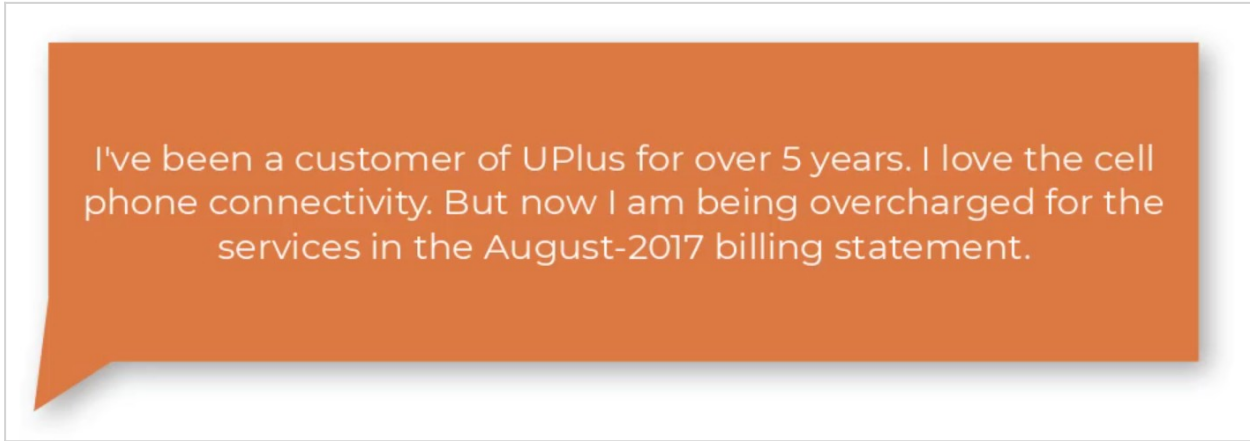 I've been a customer of UPlus for over 5 years. I love the cell
phone connectivity. But now I am being overcharged for the
services in the August-2017 billing statement.